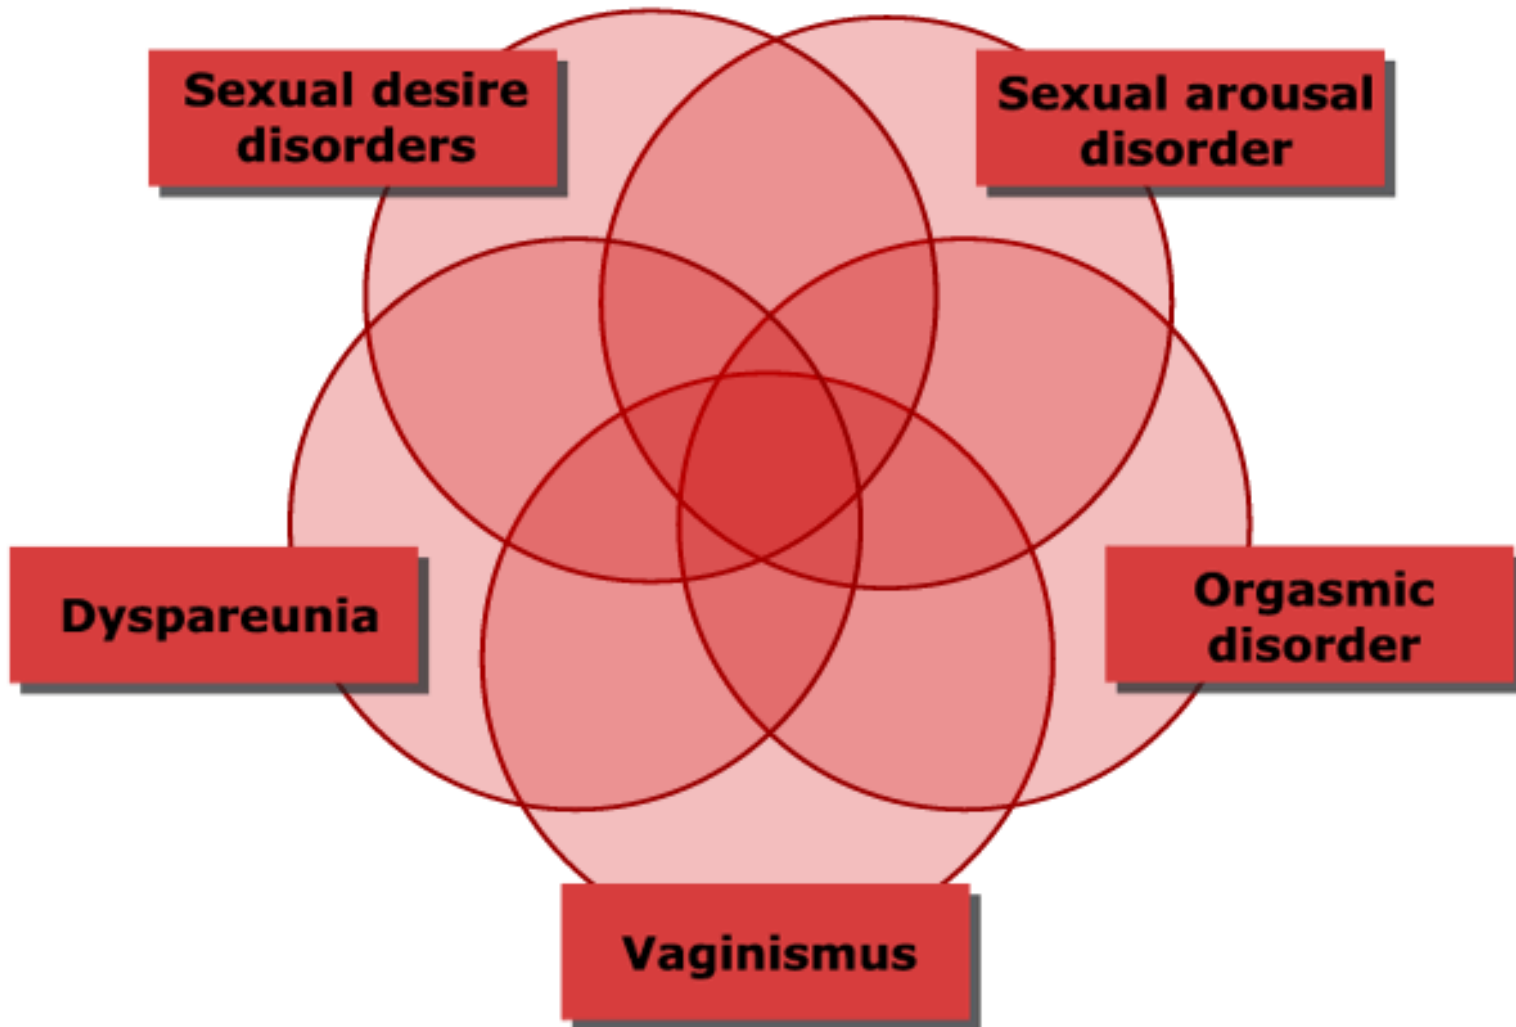 Sexual desire
disorders
Sexual arousal
disorder
Dyspareunia
Orgasmic
disorder
Vaginismus